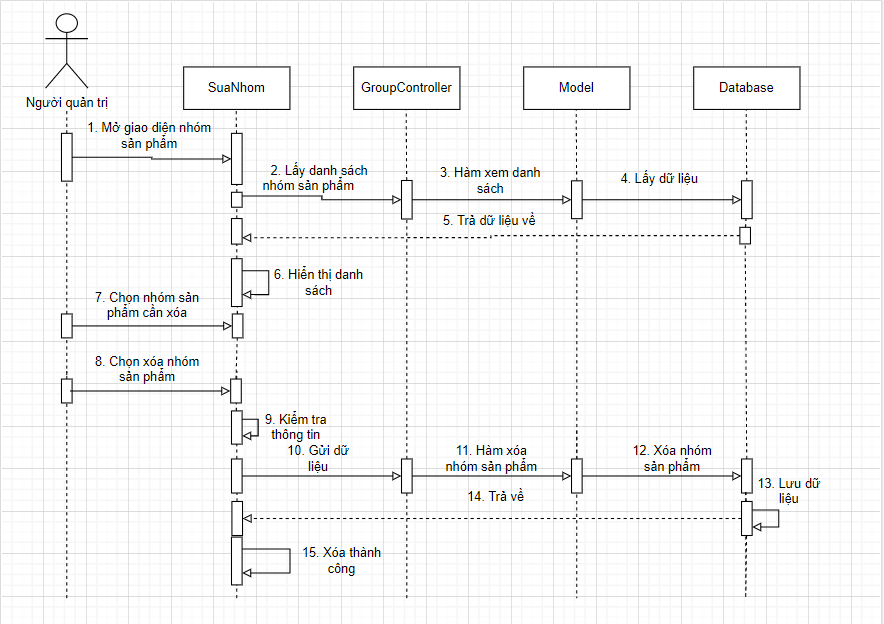 Người quản trị
SuaNhom
GroupController
Model
Database
1. Mở giao diện nhóm
sản phẩm
2. Lấy danh sách
nhóm sản phẩm
3. Hàm xem danh
sách
4. Lấy dữ liệu
5. Trả dữ liệu về
6. Hiển thị danh
sách
7. Chọn nhóm sản
phẩm cần xóa
8. Chọn xóa nhóm
sản phẩm
9. Kiểm tra
thông tin
10. Gửi dữ
liệu
11. Hàm xóa
nhóm sản phẩm
12. Xóa nhóm
sản phẩm
13. Lưu dữ
liệu
14. Trả về
15. Xóa thành
công